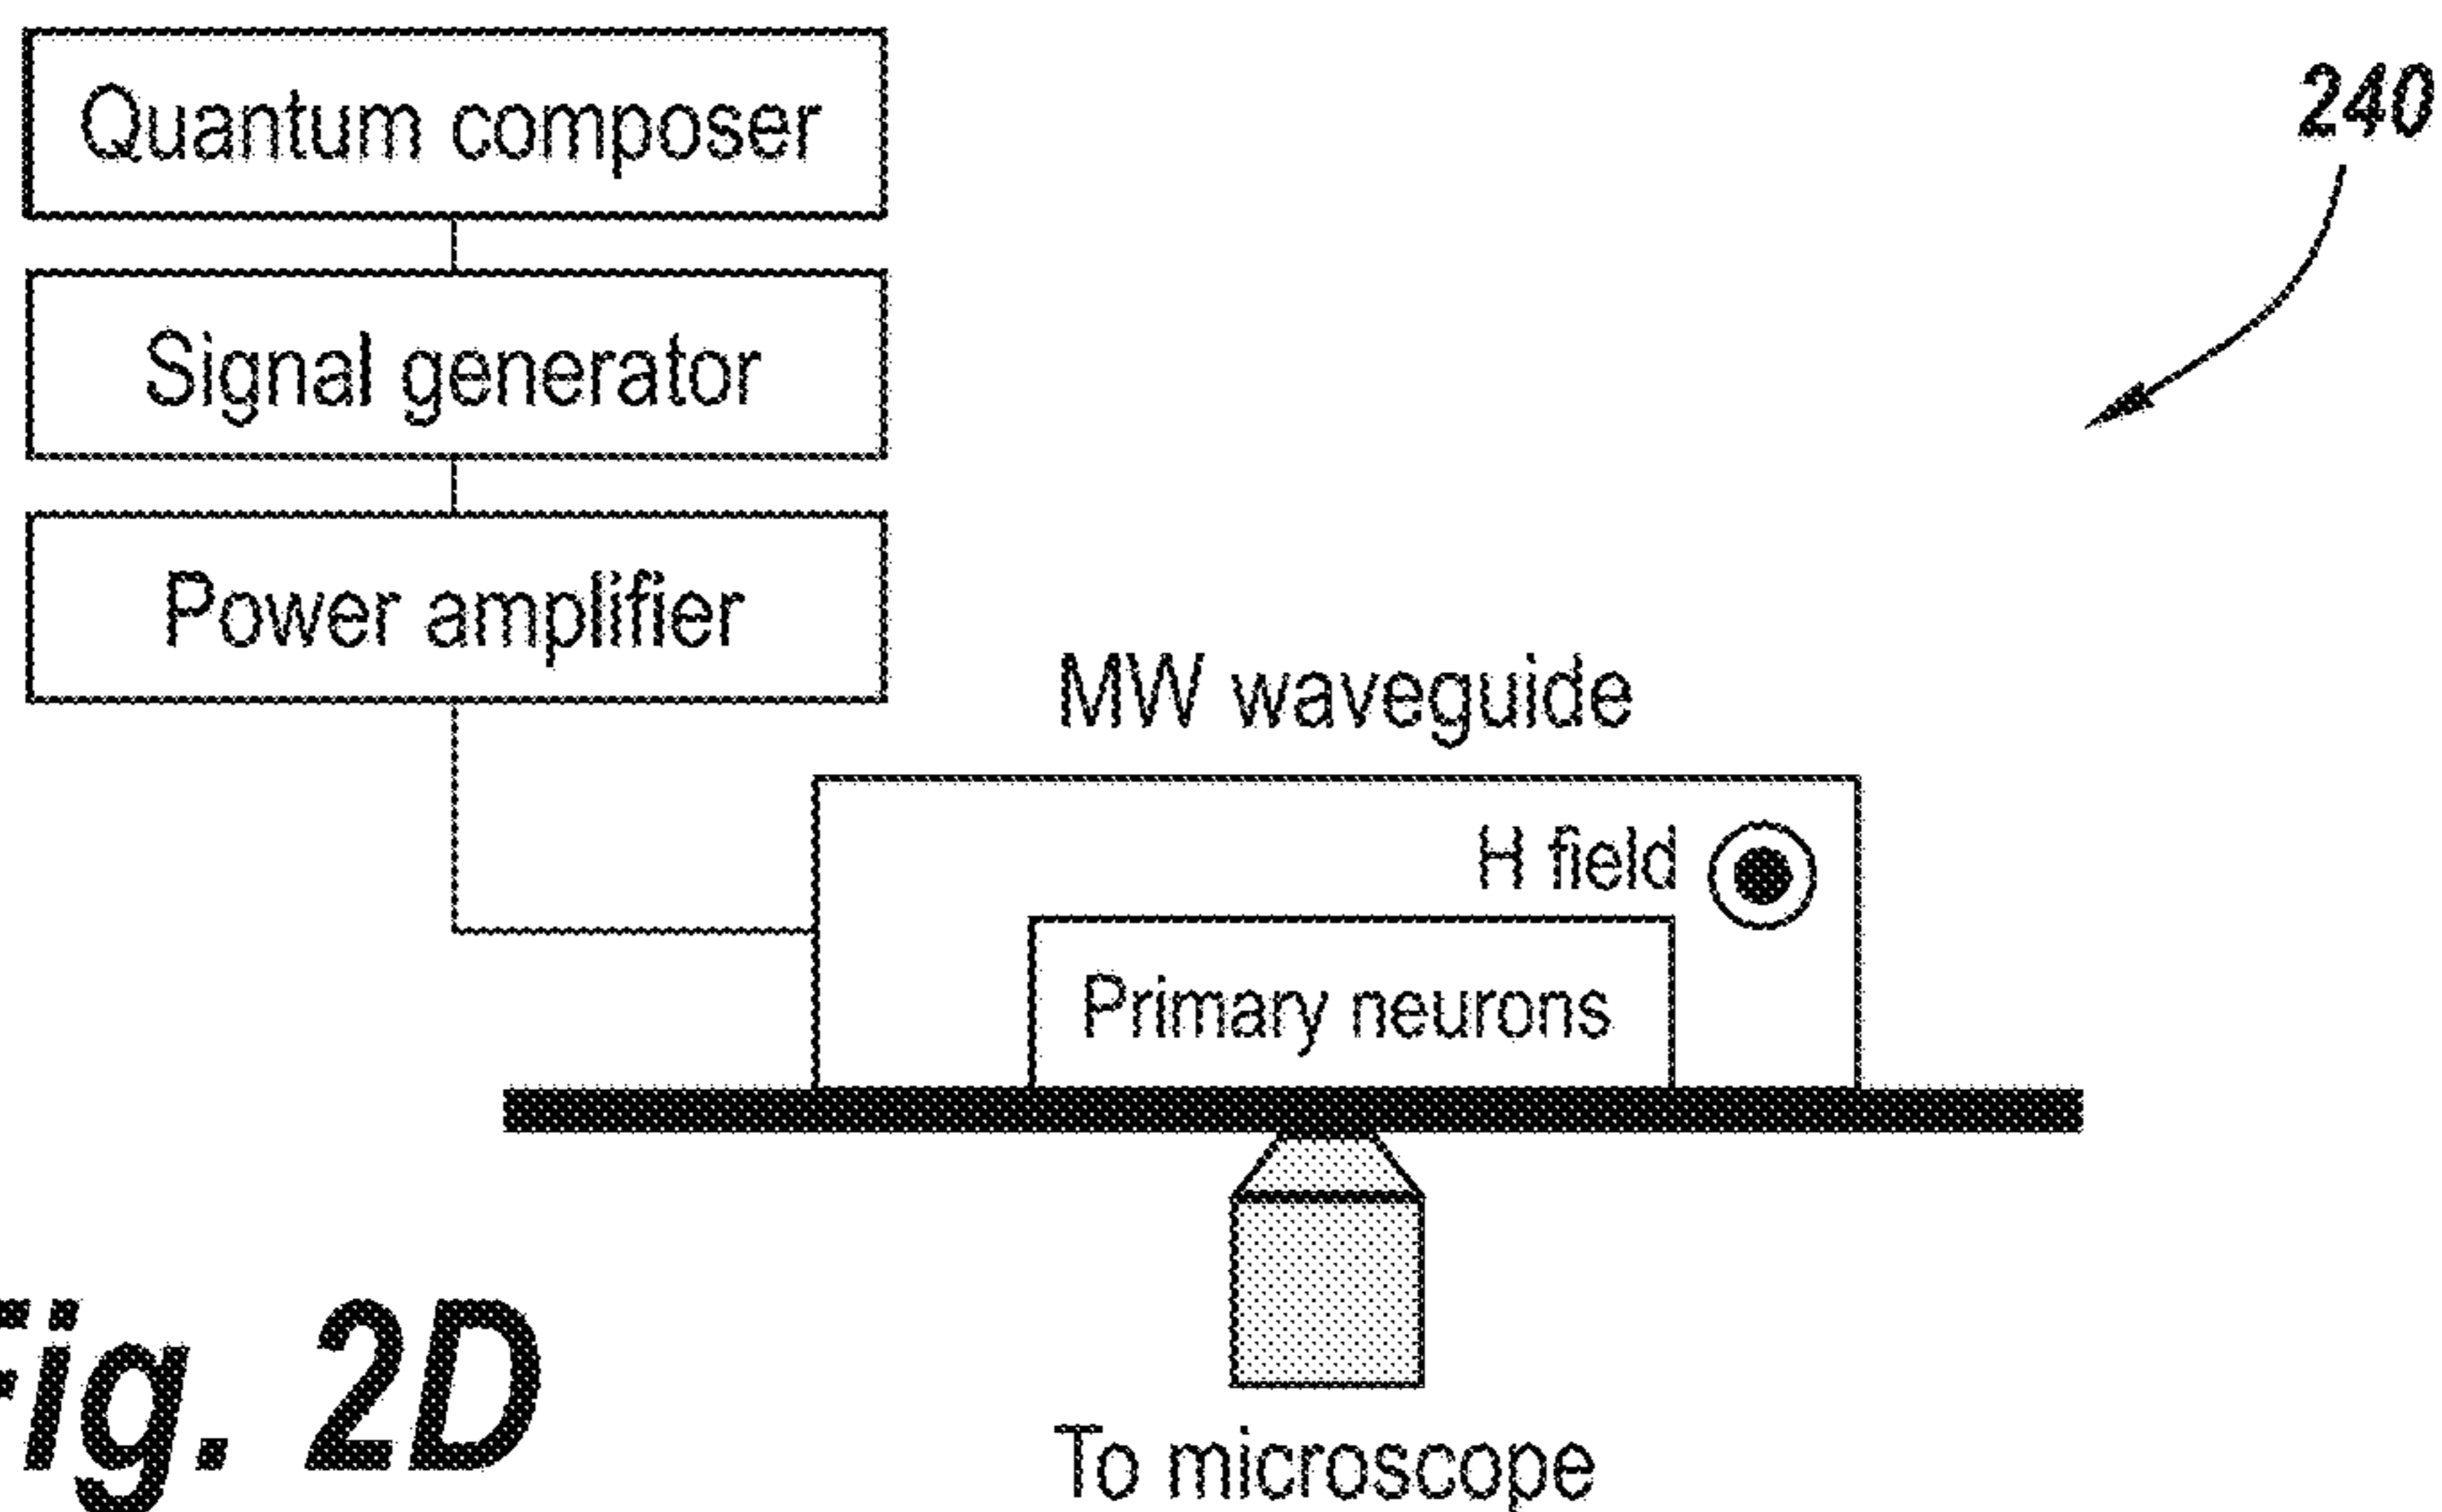 Quantum composer
240
Signal generator
Power amplifier
MW waveguide
H field
Primary neurons
Fig. 2D
To microscope